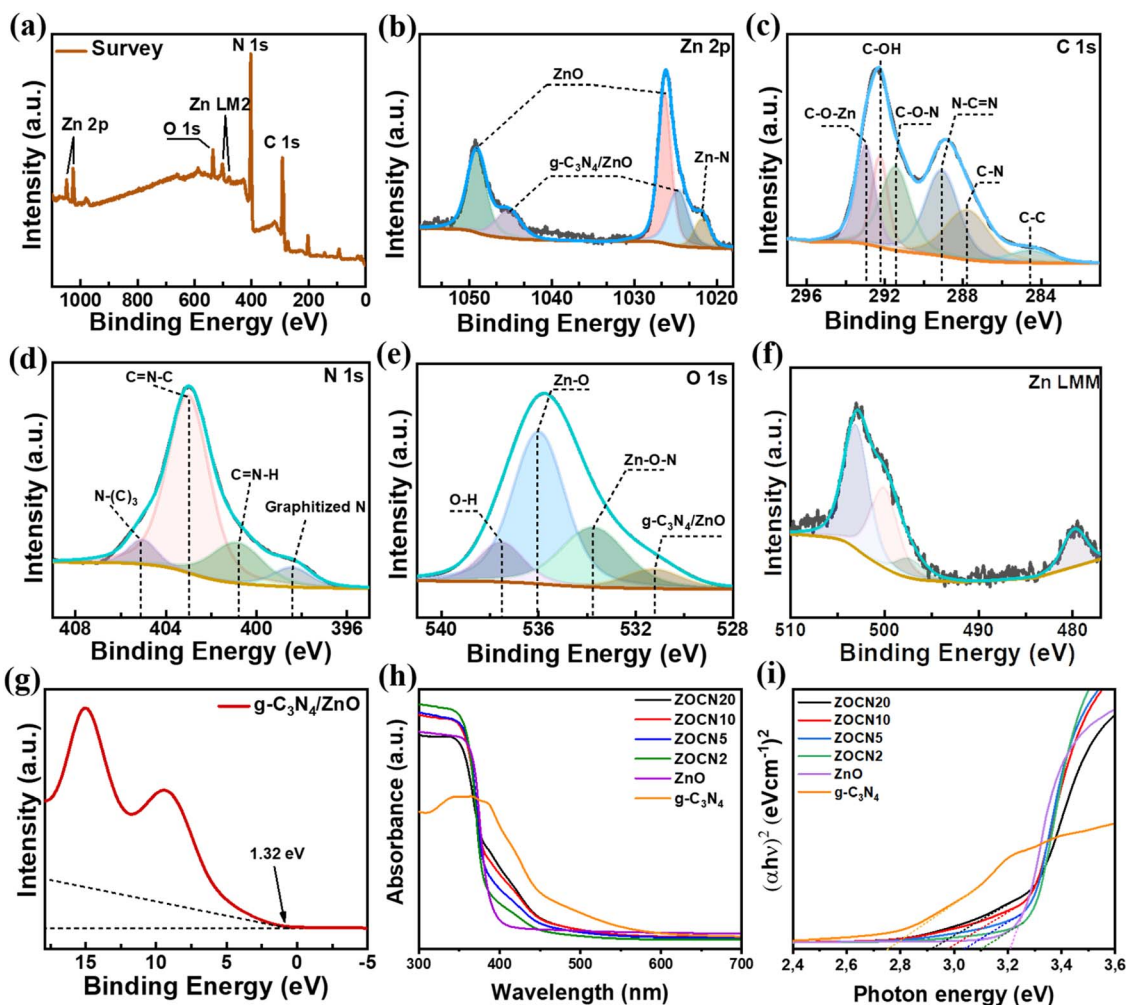 (a)
Survey
N 1s
Zn LM2
O 1s
Zn 2p
C 1s
Intensity (a.u.)
1000 800 600 400 200 0
Binding Energy (eV)
(b)
Zn 2p
ZnO
g-C₃N₄/ZnO
Zn-N
Intensity (a.u.)
1050 1040 1030 1020
Binding Energy (eV)
(c)
C 1s
C-OH
C-O-Zn
C-O-N
N-C=N
C-N
C-C
Intensity (a.u.)
296 292 288 284
Binding Energy (eV)
(d)
N 1s
C=N-C
N-(C)₃
C=N-H
Graphitized N
Intensity (a.u.)
408 404 400 396
Binding Energy (eV)
(e)
O 1s
Zn-O
Zn-O-N
O-H
g-C₃N₄/ZnO
Intensity (a.u.)
540 536 532 528
Binding Energy (eV)
(f)
Zn LMM
Intensity (a.u.)
510 500 490 480
Binding Energy (eV)
(g)
g-C₃N₄/ZnO
1.32 eV
Intensity (a.u.)
15 10 5 0 -5
Binding Energy (eV)
(h)
ZOCN20
ZOCN10
ZOCN5
ZOCN2
ZnO
g-C₃N₄
Absorbance (a.u.)
300 400 500 600 700
Wavelength (nm)
(i)
ZOCN20
ZOCN10
ZOCN5
ZOCN2
ZnO
g-C₃N₄
(αhν)² (eVcm⁻¹)²
2,4 2,6 2,8 3,0 3,2 3,4 3,6
Photon energy (eV)